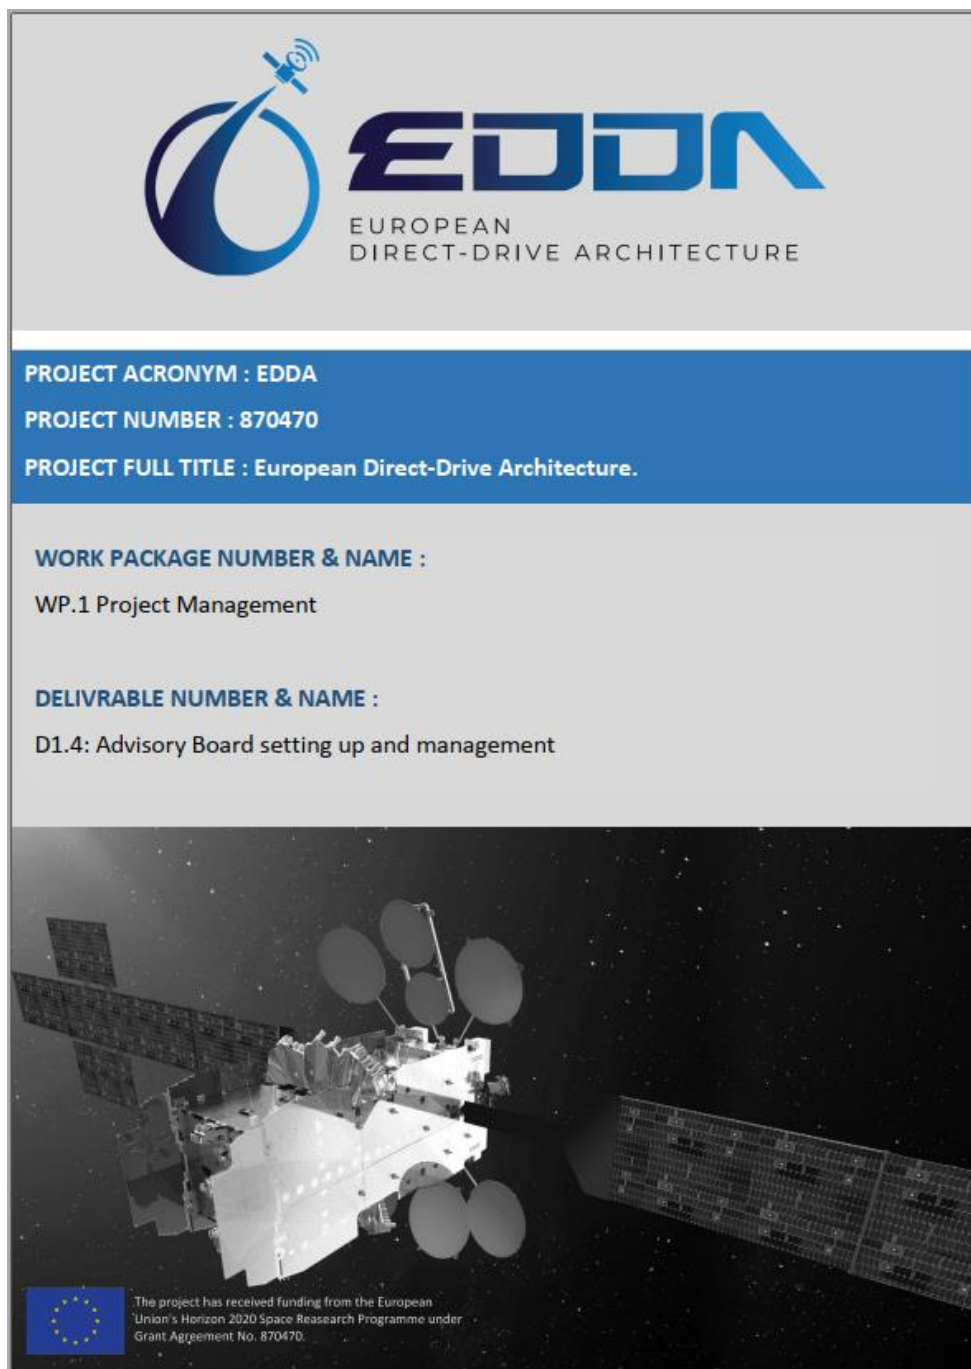 EDDA
EUROPEAN
DIRECT-DRIVE ARCHITECTURE
PROJECT ACRONYM : EDDA
PROJECT NUMBER : 870470
PROJECT FULL TITLE : European Direct-Drive Architecture.
WORK PACKAGE NUMBER & NAME :
WP.1 Project Management
DELIVRABLE NUMBER & NAME :
D1.4: Advisory Board setting up and management
The project has received funding from the European
Union's Horizon 2020 Space Reasearch Programme under
Grant Agreement No. 870470.